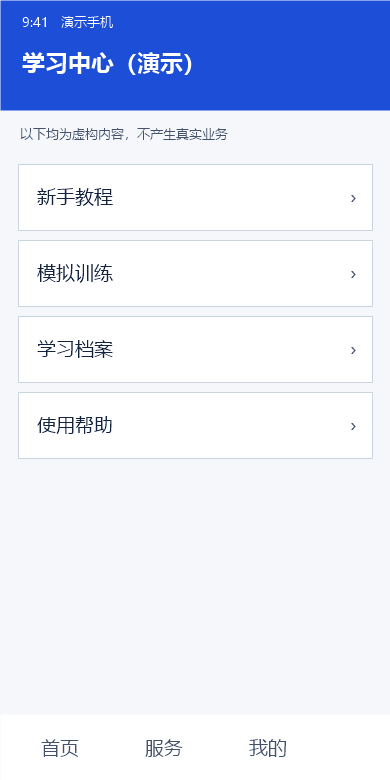 9:41 演示手机
学习中心（演示）
以下均为虚构内容，不产生真实业务
新手教程 ›
模拟训练 ›
学习档案 ›
使用帮助 ›
首页 服务 我的